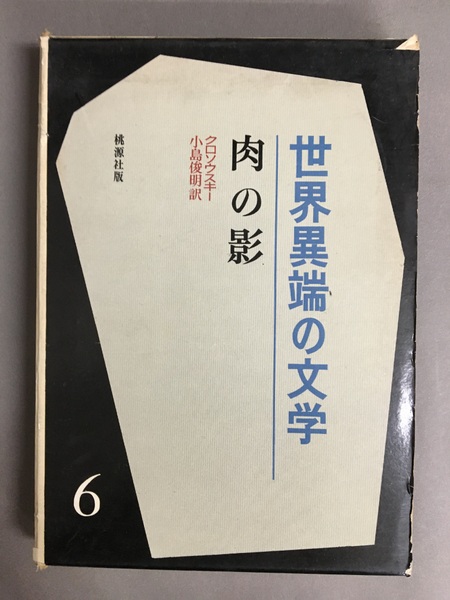 世界異端の文学
肉の影
クロソウスキー
小島俊明訳
桃源社版
6